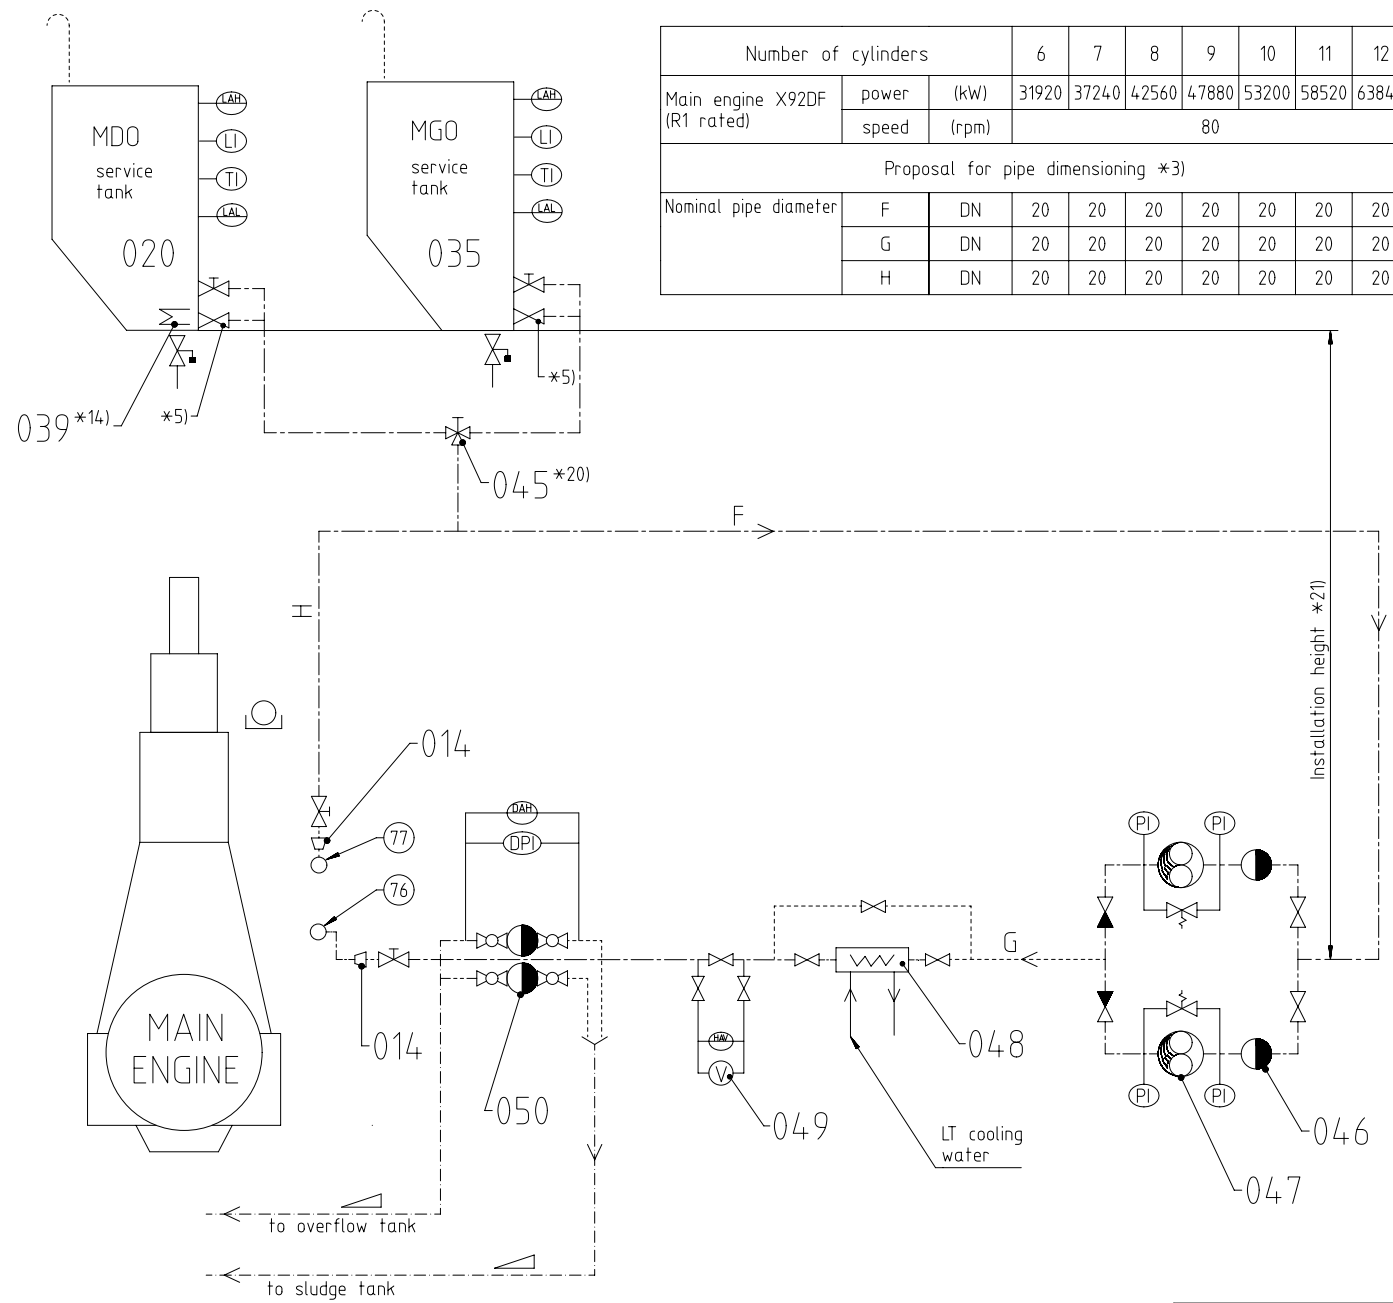 Number of cylinders 6 7 8 9 10 11 12
Main engine X92DF (R1 rated) power (kW) 31920 37240 42560 47880 53200 58520 6384
speed (rpm) 80
Proposal for pipe dimensioning *3)
Nominal pipe diameter F DN 20 20 20 20 20 20 20
G DN 20 20 20 20 20 20 20
H DN 20 20 20 20 20 20 20
MDO
service
tank
020
LAH
LI
TI
LAL
MGO
service
tank
035
LAH
LI
TI
LAL
039 *14)
*5)
*5)
045 *20)
F
H
Installation height *21)
014
77
76
014
DAH
DPI
050
MAIN
ENGINE
HAV
V
049
048
G
LT cooling
water
PI PI
PI PI
046
047
to overflow tank
to sludge tank